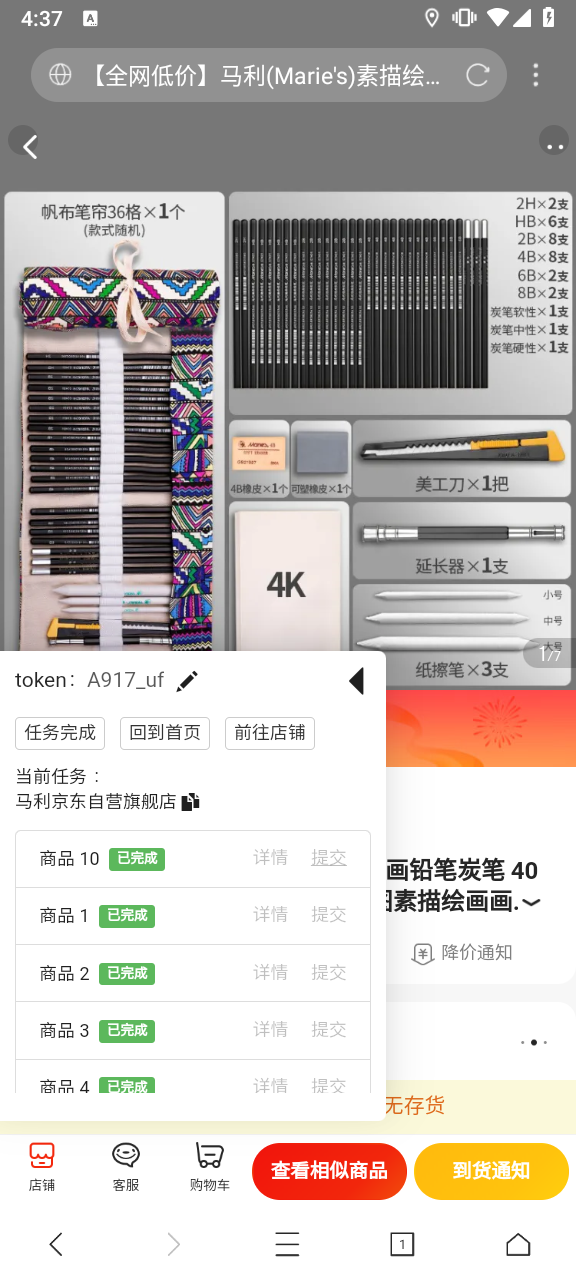 4:37
A
【全网低价】马利(Marie's)素描绘...
帆布笔帘36格×1个
(款式随机)
2H×2支
HB×6支
2B×8支
4B×8支
6B×2支
8B×2支
炭笔软性×1支
炭笔中性×1支
炭笔硬性×1支
4B橡皮×1个
可塑橡皮×1个
美工刀×1把
4K
延长器×1支
小号
中号
大号
纸擦笔×3支
1/7
token: A917_uf
任务完成
回到首页
前往店铺
当前任务：
马利京东自营旗舰店
商品 10 已完成 详情 提交
商品 1 已完成 详情 提交
商品 2 已完成 详情 提交
商品 3 已完成 详情 提交
商品 4 已完成 详情 提交
画铅笔炭笔 40
素描绘画画.
降价通知
无存货
店铺
客服
购物车
查看相似商品
到货通知
1